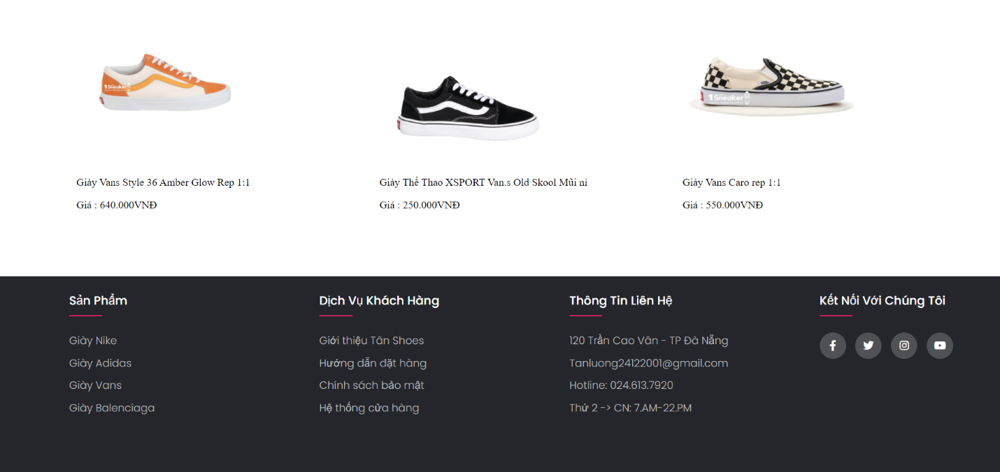 1 Sneaker
1 Sneaker
Giày Vans Style 36 Amber Glow Rep 1:1
Giá : 640.000VNĐ
Giày Thể Thao XSPORT Van.s Old Skool Mũi ni
Giá : 250.000VNĐ
Giày Vans Caro rep 1:1
Giá : 550.000VNĐ
Sản Phẩm
Giày Nike
Giày Adidas
Giày Vans
Giày Balenciaga
Dịch Vụ Khách Hàng
Giới thiệu Tân Shoes
Hướng dẫn đặt hàng
Chính sách bảo mật
Hệ thống cửa hàng
Thông Tin Liên Hệ
120 Trần Cao Vân - TP Đà Nẵng
Tanluong24122001@gmail.com
Hotline: 024.613.7920
Thứ 2 -> CN: 7.AM-22.PM
Kết Nối Với Chúng Tôi